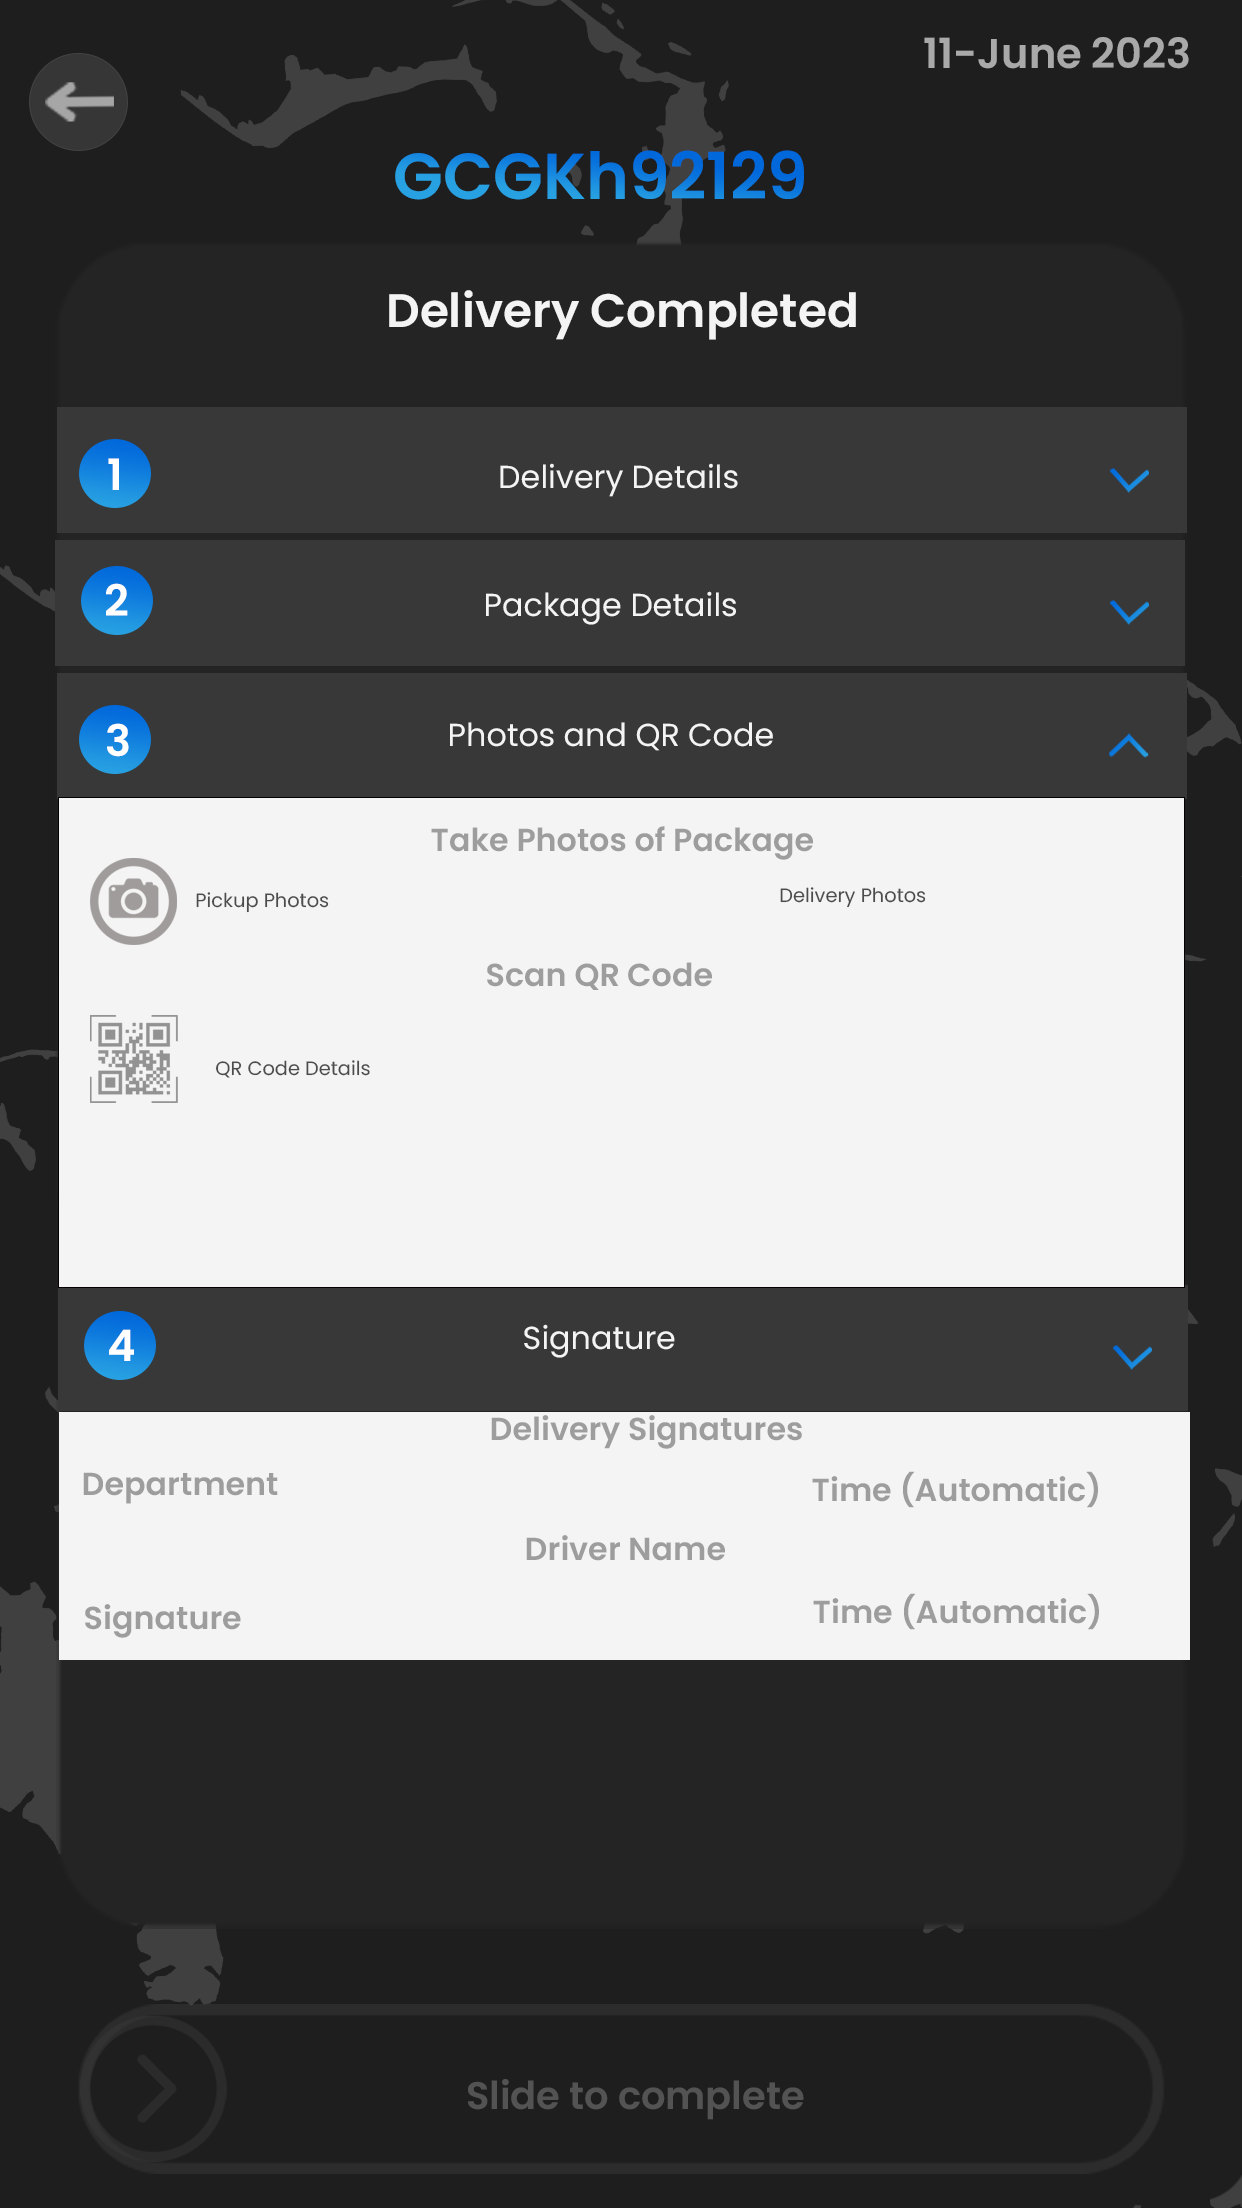 11-June 2023
GCGKh92129
Delivery Completed
1
Delivery Details
2
Package Details
3
Photos and QR Code
Take Photos of Package
Pickup Photos
Delivery Photos
Scan QR Code
QR Code Details
4
Signature
Delivery Signatures
Department
Time (Automatic)
Driver Name
Signature
Time (Automatic)
Slide to complete